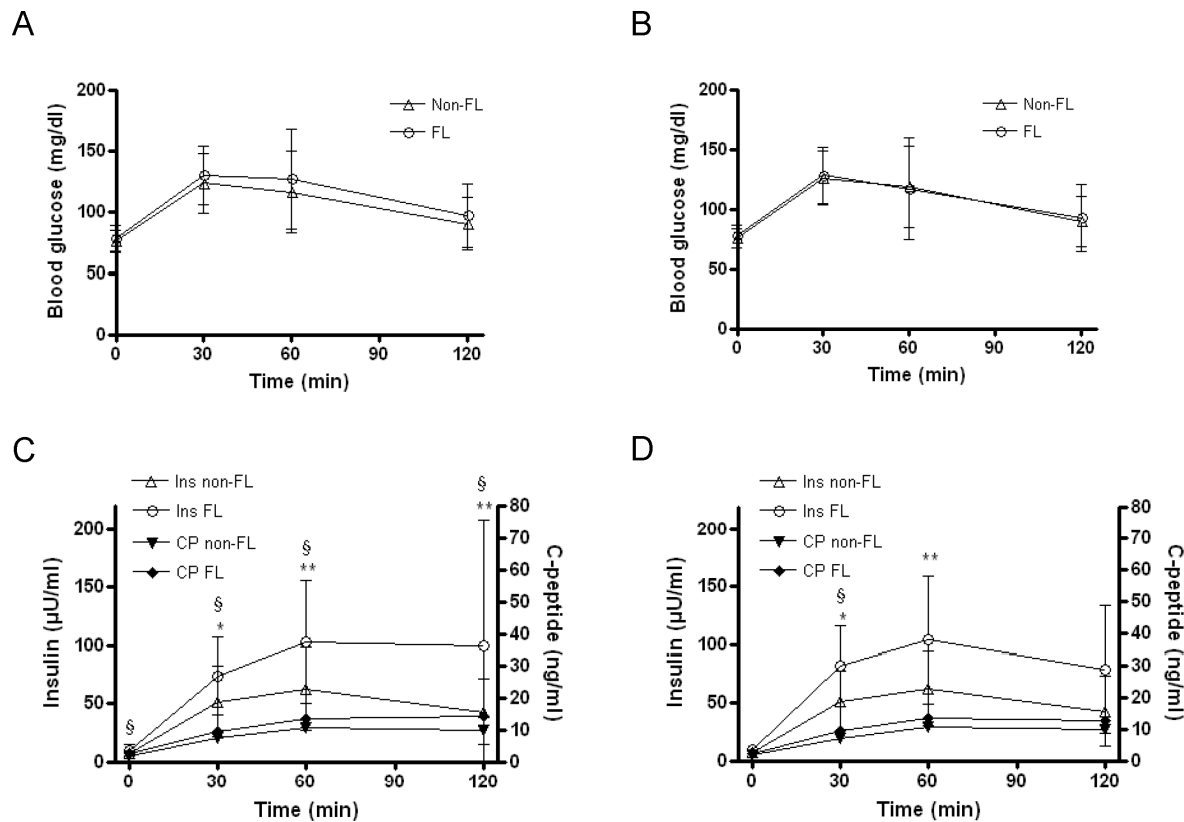 A
200
150
100
50
0
Blood glucose (mg/dl)
Non-FL
FL
0 30 60 90 120
Time (min)
B
200
150
100
50
0
Blood glucose (mg/dl)
Non-FL
FL
0 30 60 90 120
Time (min)
C
Ins non-FL
Ins FL
CP non-FL
CP FL
200
150
100
50
0
Insulin (µU/ml)
§
§
*
§
**
§
**
80
70
60
50
40
30
20
10
0
C-peptide (ng/ml)
0 30 60 90 120
Time (min)
D
Ins non-FL
Ins FL
CP non-FL
CP FL
200
150
100
50
0
Insulin (µU/ml)
§
*
**
80
70
60
50
40
30
20
10
0
C-peptide (ng/ml)
0 30 60 90 120
Time (min)